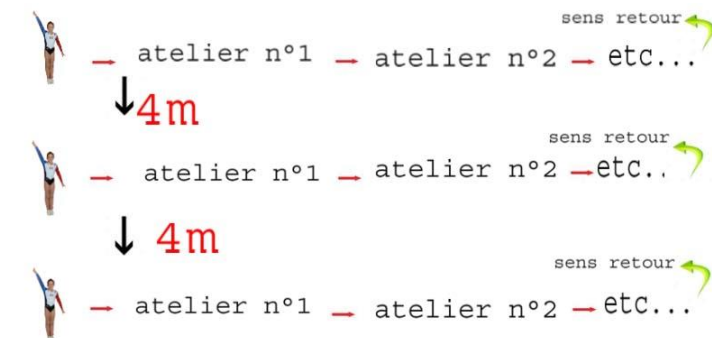 sens retour
atelier n°1 atelier n°2 etc...
4m
sens retour
atelier n°1 atelier n°2 etc..
4m
sens retour
atelier n°1 atelier n°2 etc...